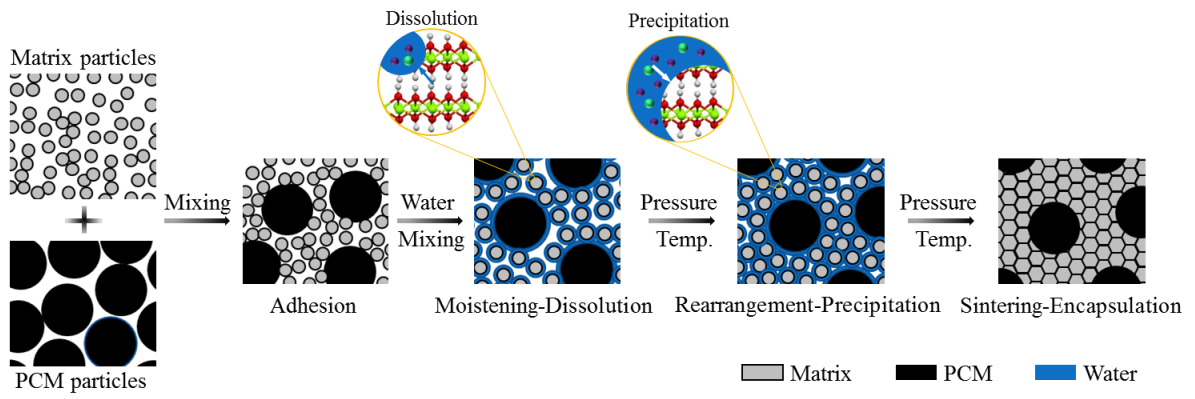 Dissolution
Precipitation
Matrix particles
Mixing
Water
Mixing
Pressure
Temp.
Pressure
Temp.
Adhesion
Moistening-Dissolution
Rearrangement-Precipitation
Sintering-Encapsulation
PCM particles
Matrix
PCM
Water